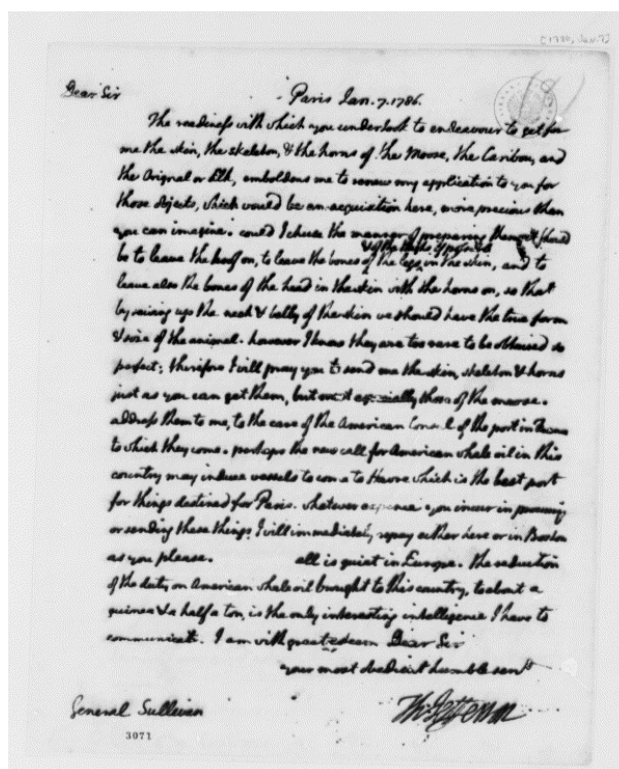 [1786, Jan. 7]
Dear Sir
Paris Jan. 7. 1786.
The readiness with which you undertook to endeavour to get for
me the skin, the skeleton, & the horns of the Moose, the Caribou, and
the Orignal or Elk, emboldens me to renew my application to you for
those objects, which would be an acquisition here, more precious than
you can imagine. could I chuse the manner of preparing them, it should
& of the thighs if possible
be to leave the hoof on, to leave the bones of the legs in the skin, and to
leave also the bones of the head in the skin with the horns on, so that
by sewing up the neck & belly of the skin we should have the true form
& size of the animal. however I know they are too rare to be obtained so
perfect; therefore I will pray you to send me the skin, skeleton & horns
just as you can get them, but most especially those of the moose.
address them to me, to the care of the American Consul of the port in France
to which they come. perhaps the new call for American whale oil in this
country may induce vessels to come to Havre which is the best port
for things destined for Paris. whatever expence you incur in procuring
or sending these things I will immediately repay either here or in Boston
as you please. all is quiet in Europe. the reduction
of the duty on American whale oil brought to this country, to about a
guinea & a half a ton, is the only interesting intelligence I have to
communicate. I am with great esteem Dear Sir
your most obedient humble servt
Th: Jefferson
General Sullivan
3071